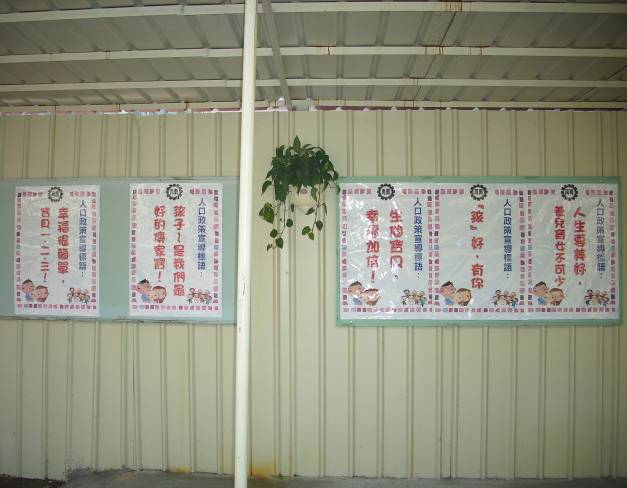 人口政策宣導標語：
幸福很簡單，
寶貝一、二、三！
人口政策宣導標語：
孩子～是我們最
好的傳家寶！
人口政策宣導標語：
生個寶貝，
幸福加倍！
人口政策宣導標語：
『孩』好，有你
人口政策宣導標語：
人生要美好，
養兒育女不可少